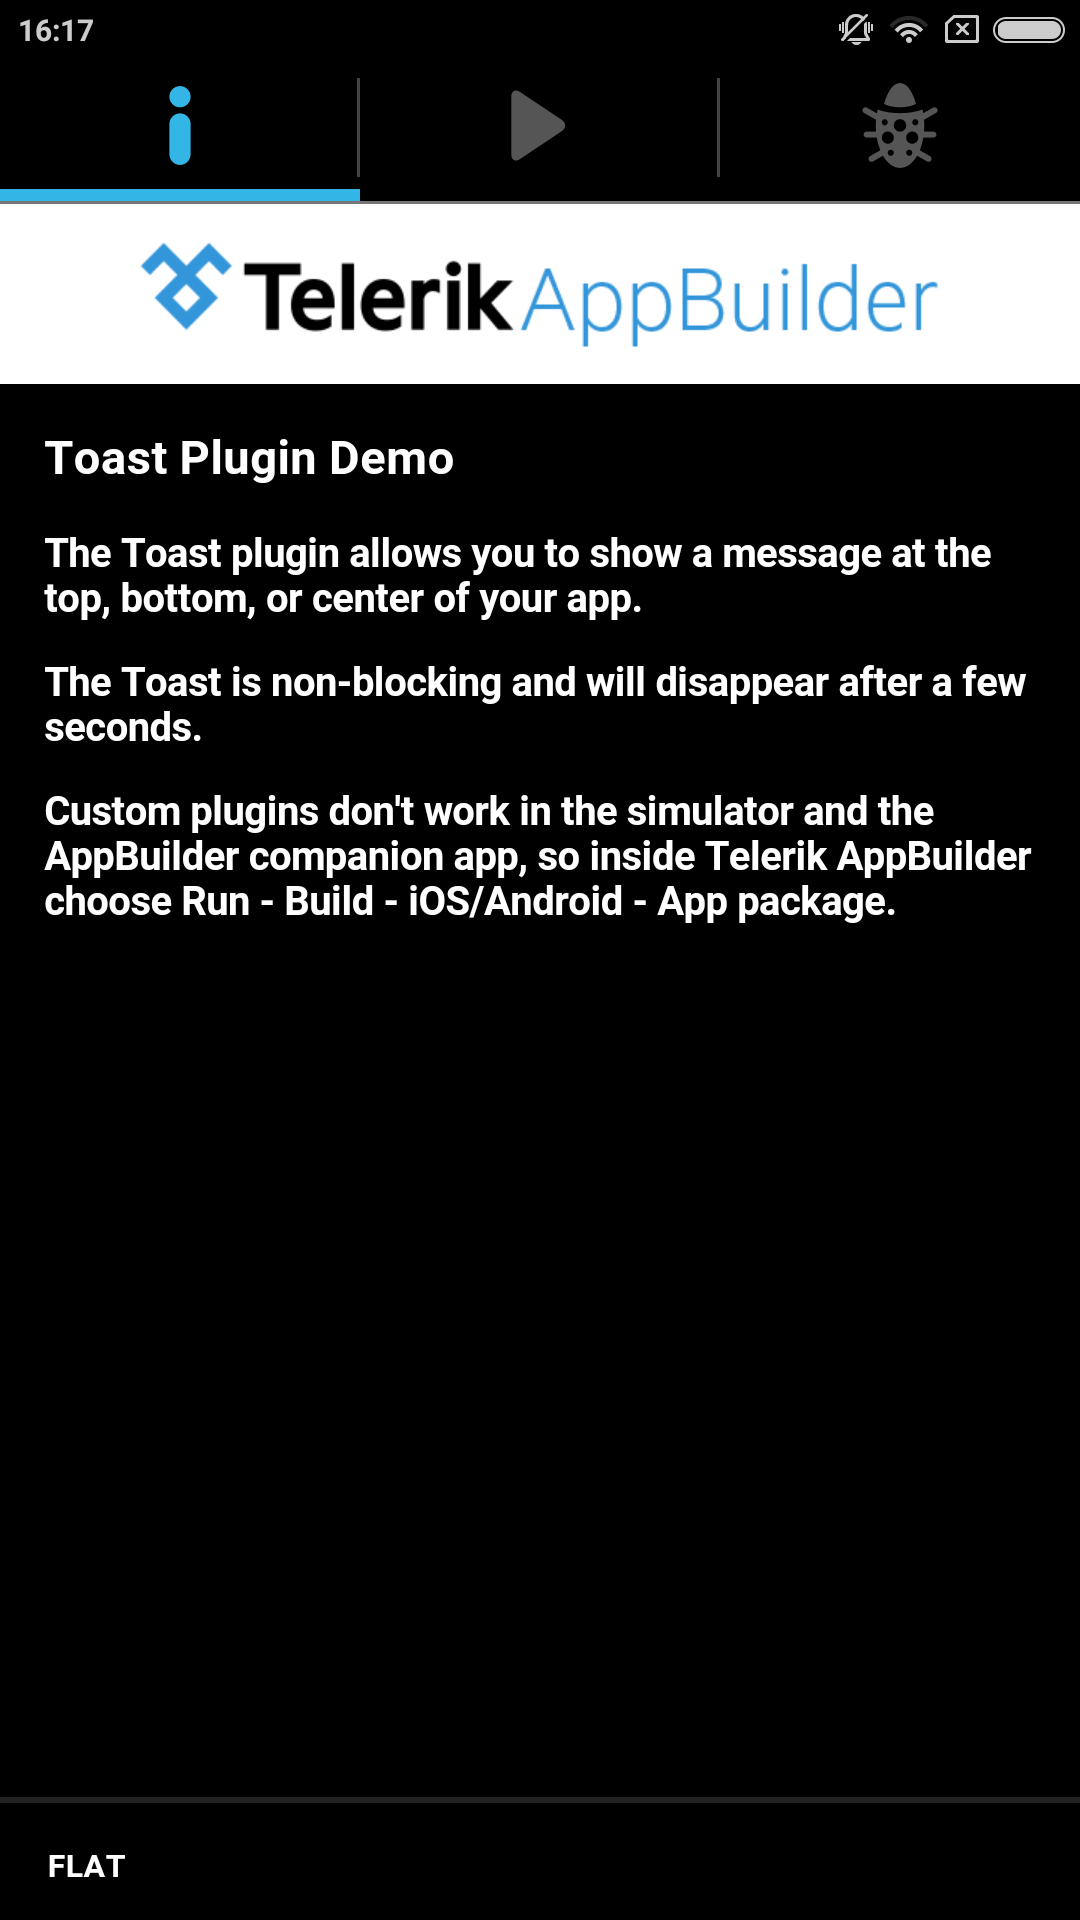 16:17
Telerik AppBuilder
Toast Plugin Demo
The Toast plugin allows you to show a message at the
top, bottom, or center of your app.
The Toast is non-blocking and will disappear after a few
seconds.
Custom plugins don't work in the simulator and the
AppBuilder companion app, so inside Telerik AppBuilder
choose Run - Build - iOS/Android - App package.
FLAT